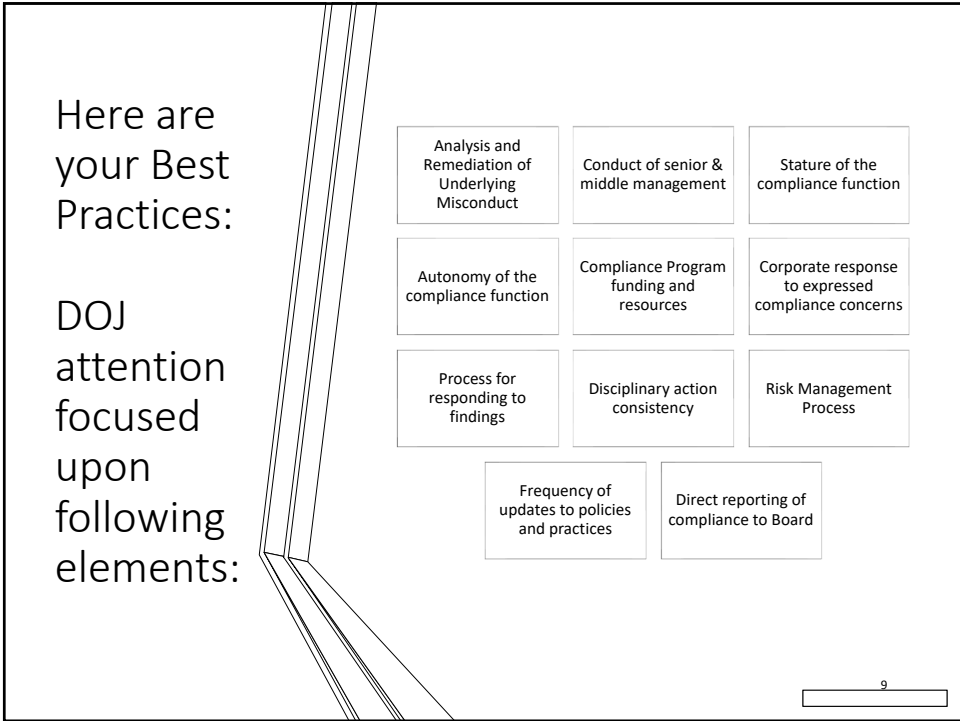 Here are
your Best
Practices:
DOJ
attention
focused
upon
following
elements:
Analysis and
Remediation of
Underlying
Misconduct
Conduct of senior &
middle management
Stature of the
compliance function
Autonomy of the
compliance function
Compliance Program
funding and
resources
Corporate response
to expressed
compliance concerns
Process for
responding to
findings
Disciplinary action
consistency
Risk Management
Process
Frequency of
updates to policies
and practices
Direct reporting of
compliance to Board
9